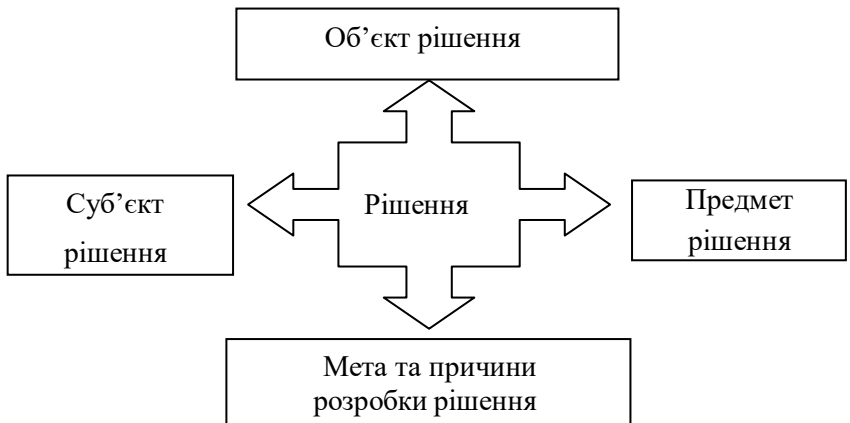 Об’єкт рішення
Суб’єкт
рішення
Рішення
Предмет
рішення
Мета та причини
розробки рішення